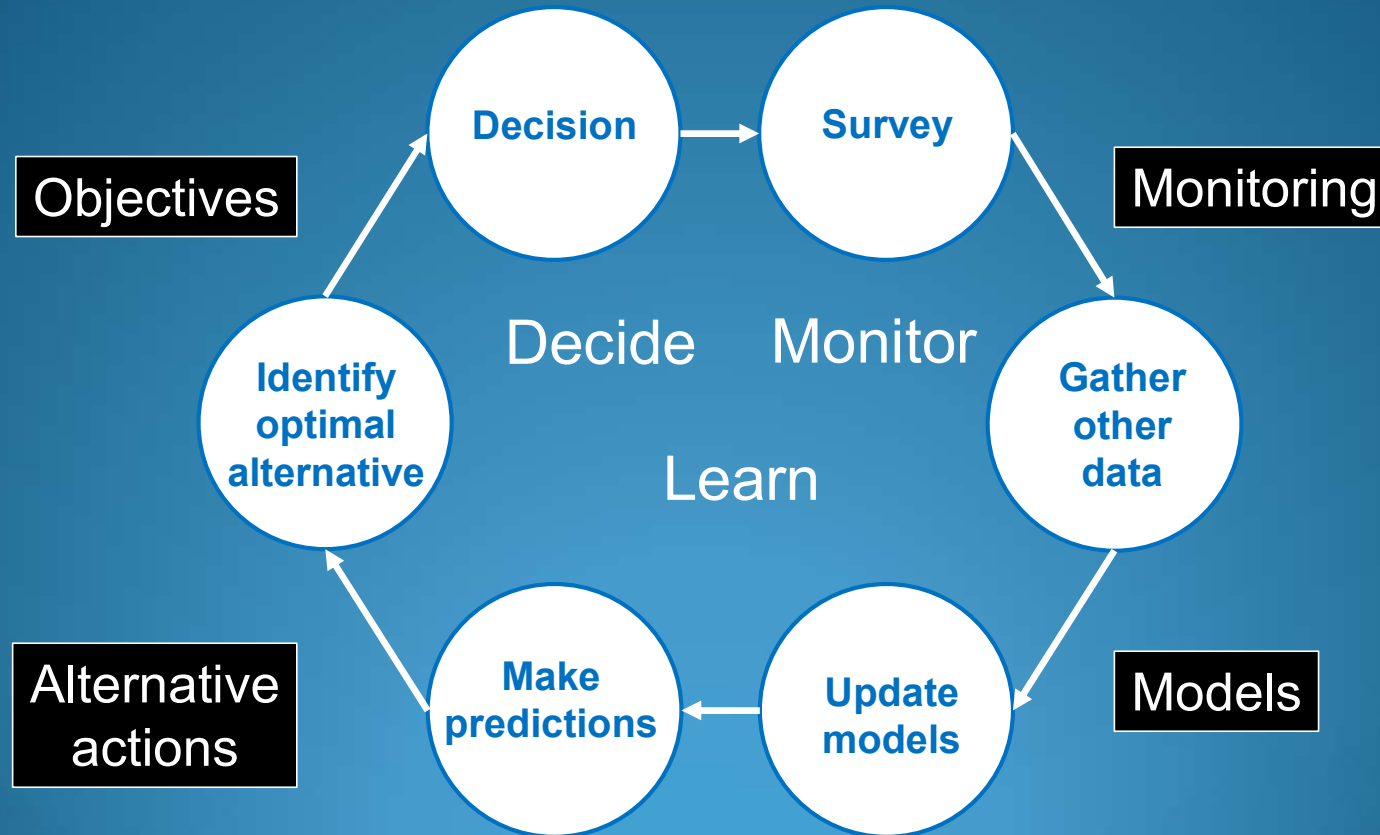 Decision
Survey
Objectives
Monitoring
Decide
Monitor
Identify
optimal
alternative
Gather
other
data
Learn
Alternative
actions
Make
predictions
Update
models
Models